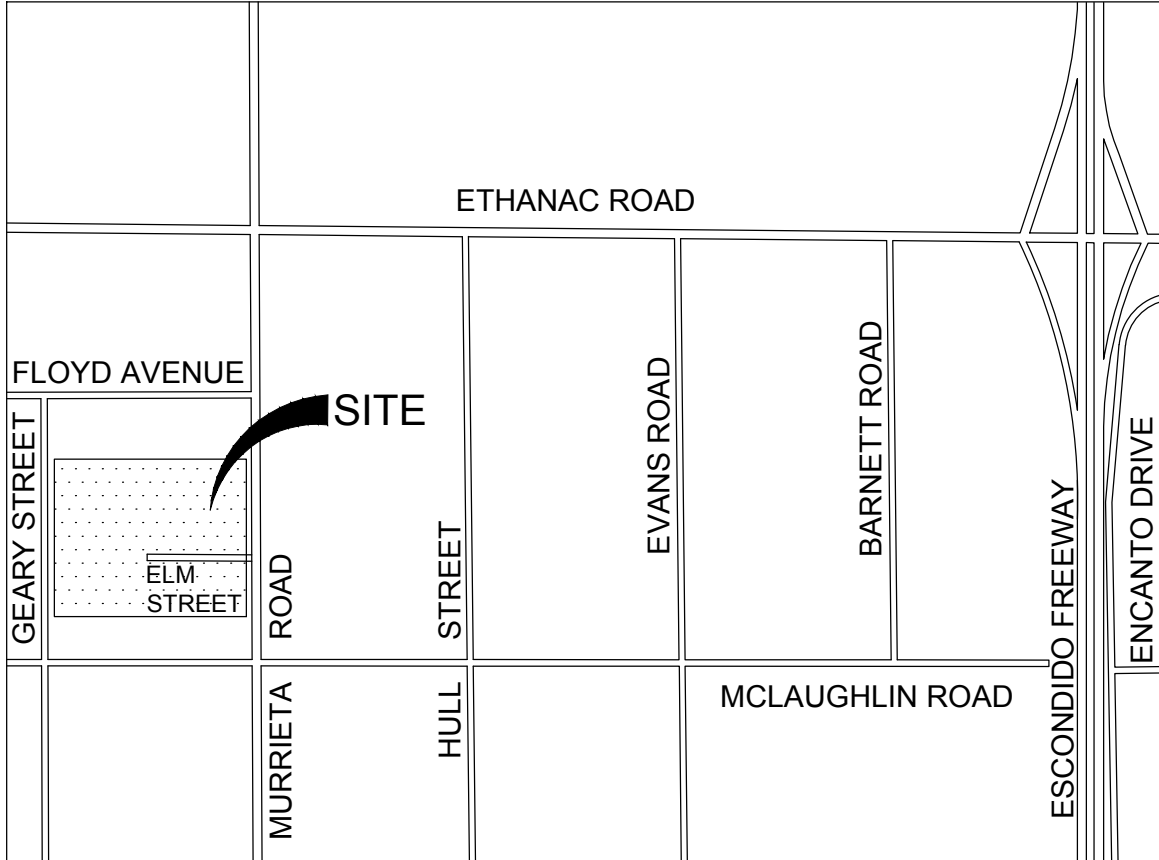 ETHANAC ROAD
FLOYD AVENUE
SITE
GEARY STREET
ELM
STREET
MURRIETA ROAD
HULL STREET
EVANS ROAD
BARNETT ROAD
ESCONDIDO FREEWAY
ENCANTO DRIVE
MCLAUGHLIN ROAD